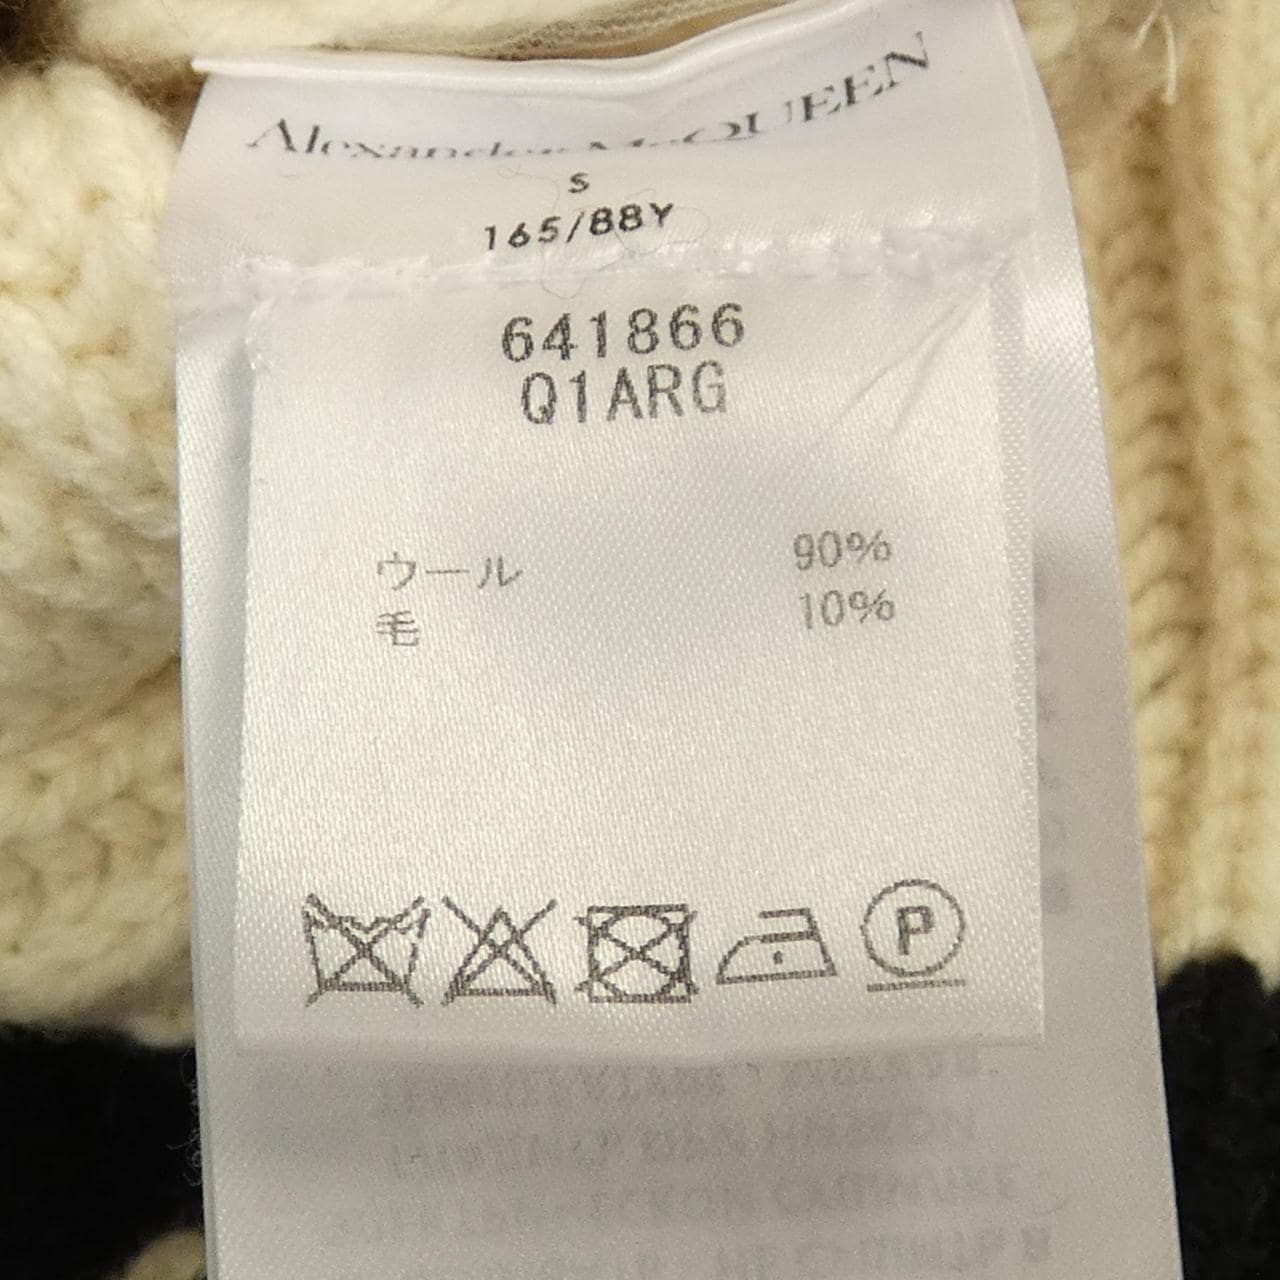 Alexander McQUEEN
S
165/88Y
641866
Q1ARG
ウール 90%
毛 10%
P